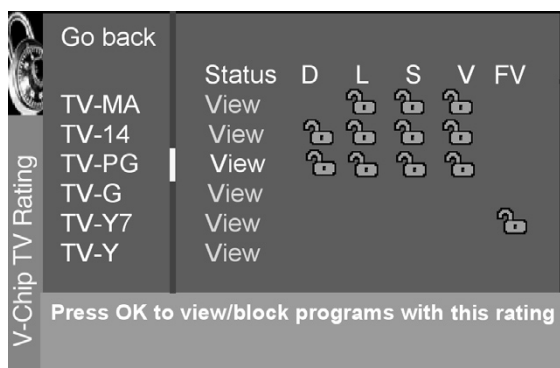 Go back
Status D L S V FV
TV-MA View
TV-14 View
TV-PG View
TV-G View
TV-Y7 View
TV-Y View
V-Chip TV Rating
Press OK to view/block programs with this rating